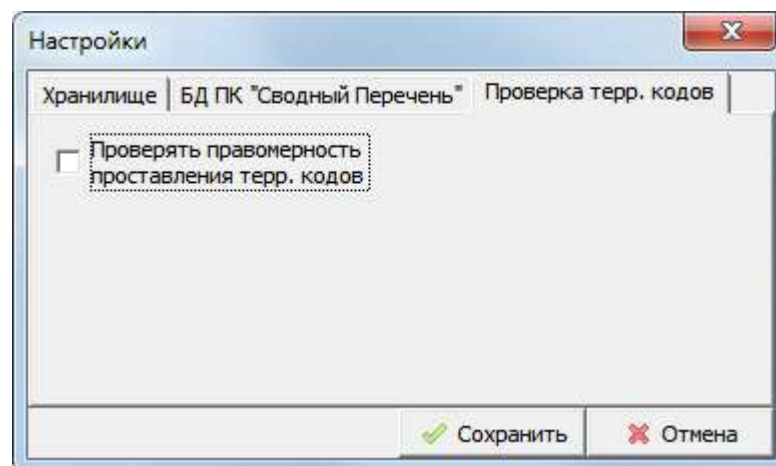 Настройки
Хранилище БД ПК "Сводный Перечень" Проверка терр. кодов
Проверять правомерность
проставления терр. кодов
Сохранить Отмена